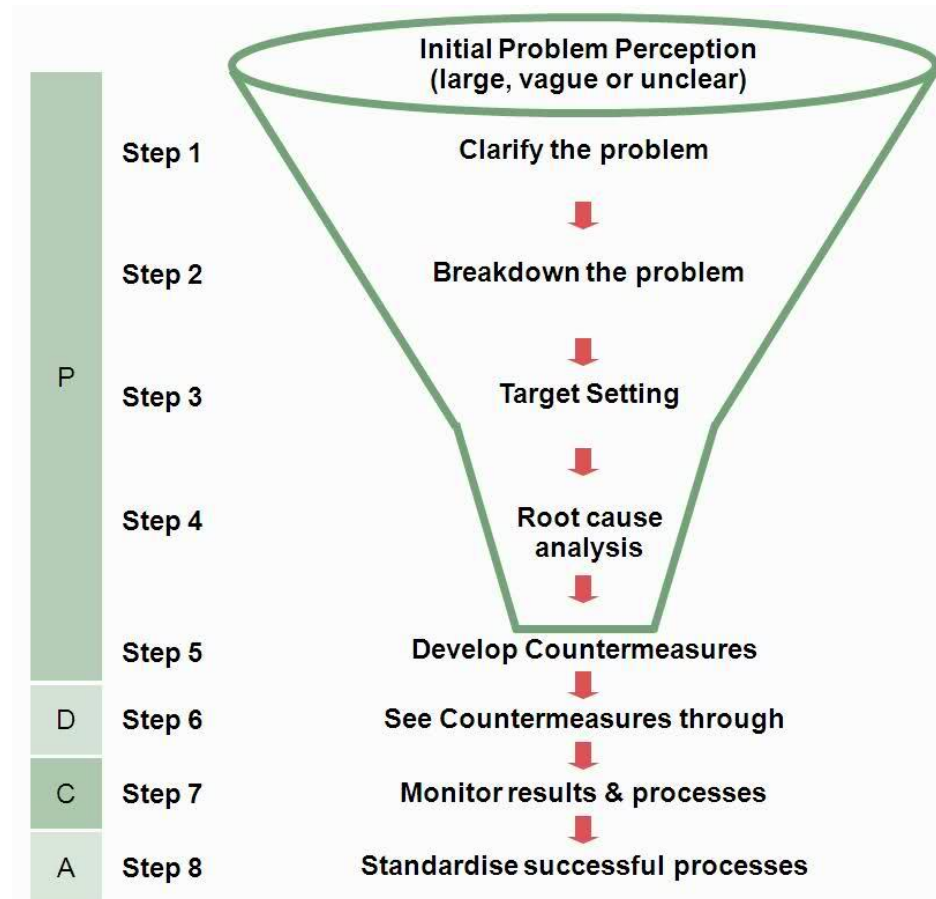 Initial Problem Perception
(large, vague or unclear)
Step 1
Clarify the problem
Step 2
Breakdown the problem
P
Step 3
Target Setting
Step 4
Root cause
analysis
Step 5
Develop Countermeasures
D
Step 6
See Countermeasures through
C
Step 7
Monitor results & processes
A
Step 8
Standardise successful processes